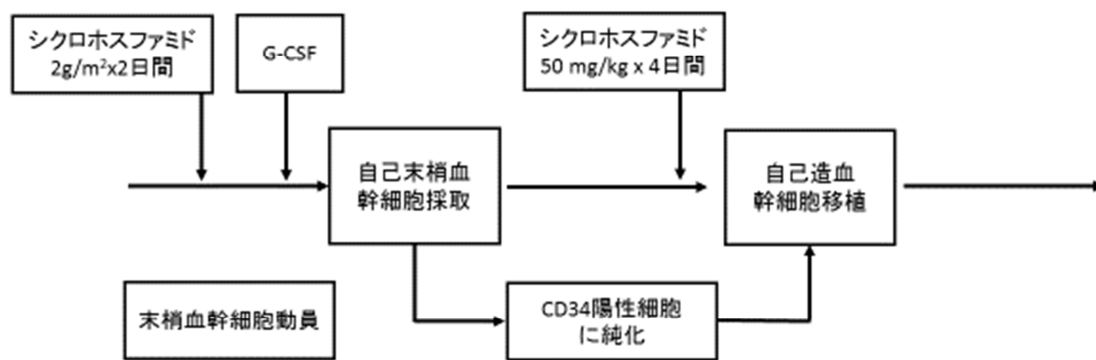 シクロホスファミド
2g/m²x2日間
G-CSF
シクロホスファミド
50 mg/kg x 4日間
自己末梢血
幹細胞採取
自己造血
幹細胞移植
末梢血幹細胞動員
CD34陽性細胞
に純化